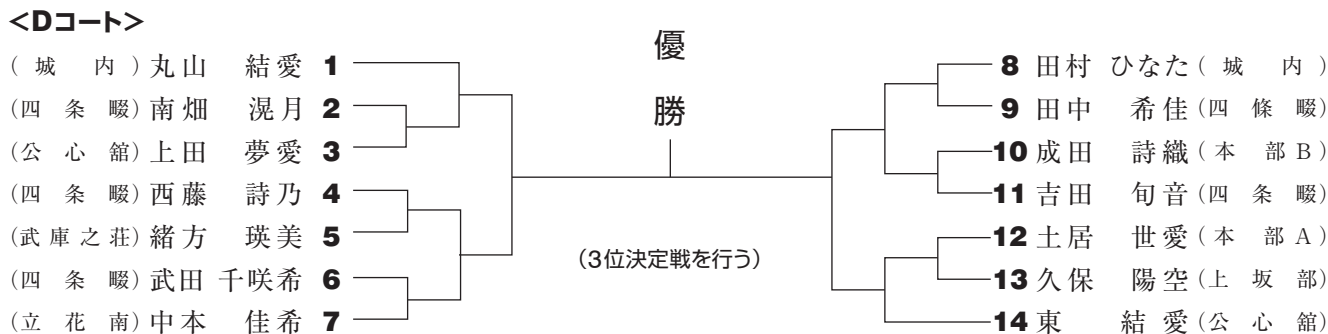 <Dコート>
優
勝
(城内)丸山 結愛 1
(四条畷)南畑 滉月 2
(公心舘)上田 夢愛 3
(四条畷)西藤 詩乃 4
(武庫之荘)緒方 瑛美 5
(四条畷)武田 千咲希 6
(立花南)中本 佳希 7
(3位決定戦を行う)
8 田村 ひなた(城内)
9 田中 希佳(四條畷)
10 成田 詩織(本部B)
11 吉田 旬音(四条畷)
12 土居 世愛(本部A)
13 久保 陽空(上坂部)
14 東 結愛(公心舘)